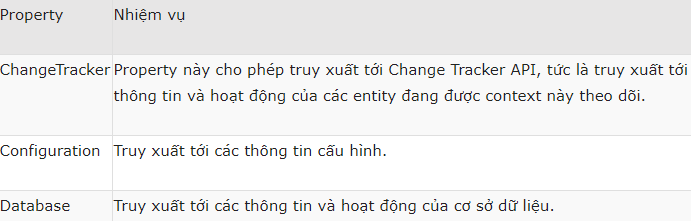 Property Nhiệm vụ
ChangeTracker Property này cho phép truy xuất tới Change Tracker API, tức là truy xuất tới
thông tin và hoạt động của các entity đang được context này theo dõi.
Configuration Truy xuất tới các thông tin cấu hình.
Database Truy xuất tới các thông tin và hoạt động của cơ sở dữ liệu.